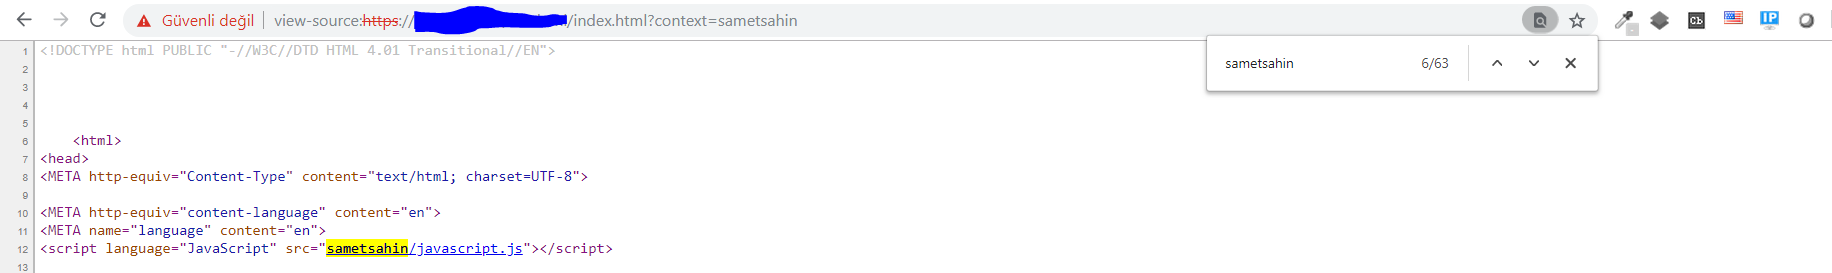 Güvenli değil | view-source:https:// /index.html?context=sametsahin
Cb
IP
sametsahin 6/63
1 <!DOCTYPE html PUBLIC "-//W3C//DTD HTML 4.01 Transitional//EN">
2
3
4
5
6 <html>
7 <head>
8 <META http-equiv="Content-Type" content="text/html; charset=UTF-8">
9
10 <META http-equiv="content-language" content="en">
11 <META name="language" content="en">
12 <script language="JavaScript" src="sametsahin/javascript.js"></script>
13